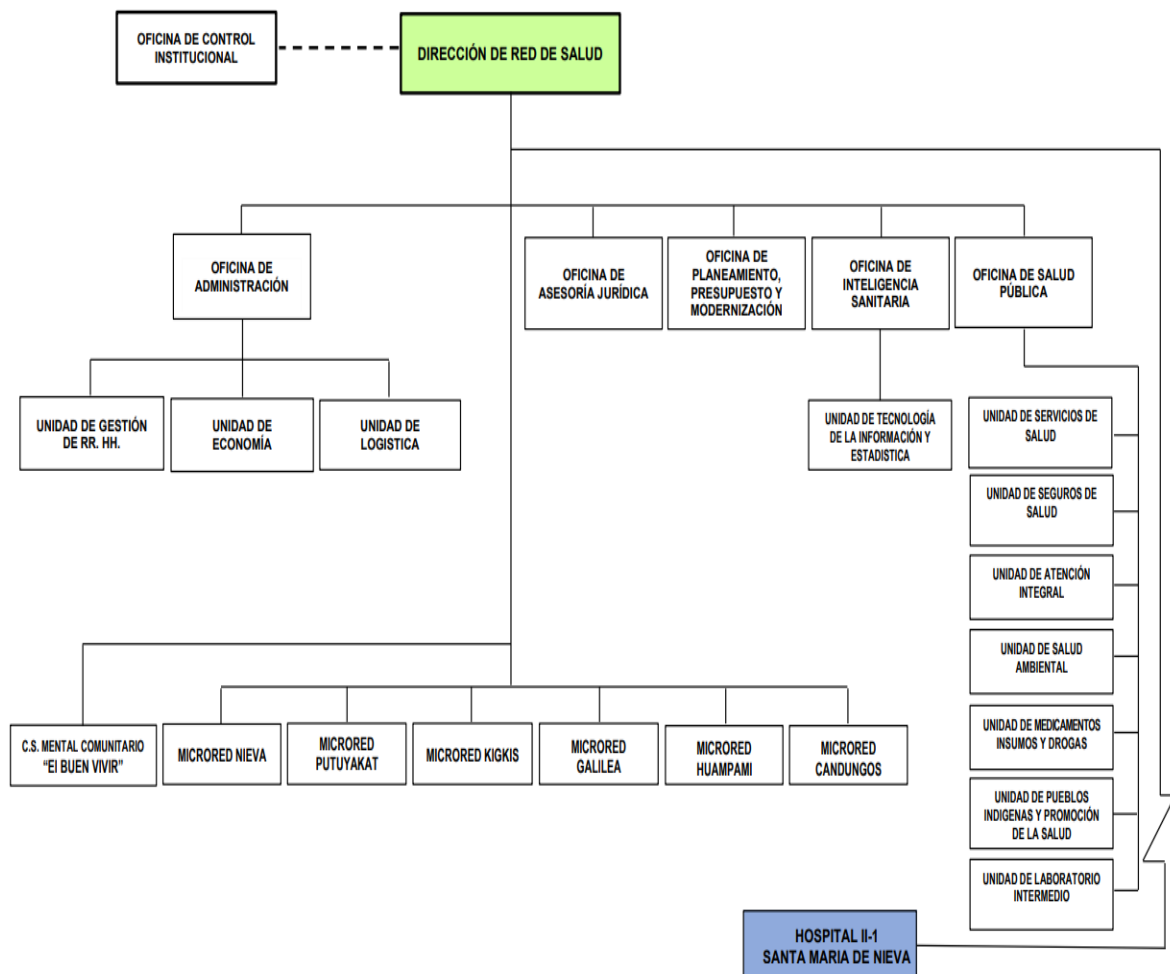 OFICINA DE CONTROL
INSTITUCIONAL
DIRECCIÓN DE RED DE SALUD
OFICINA DE
ADMINISTRACIÓN
OFICINA DE
ASESORÍA JURÍDICA
OFICINA DE
PLANEAMIENTO,
PRESUPUESTO Y
MODERNIZACIÓN
OFICINA DE
INTELIGENCIA
SANITARIA
OFICINA DE SALUD
PÚBLICA
UNIDAD DE GESTIÓN
DE RR. HH.
UNIDAD DE
ECONOMÍA
UNIDAD DE
LOGISTICA
UNIDAD DE TECNOLOGÍA
DE LA INFORMACIÓN Y
ESTADISTICA
UNIDAD DE SERVICIOS DE
SALUD
UNIDAD DE SEGUROS DE
SALUD
UNIDAD DE ATENCIÓN
INTEGRAL
UNIDAD DE SALUD
AMBIENTAL
UNIDAD DE MEDICAMENTOS
INSUMOS Y DROGAS
UNIDAD DE PUEBLOS
INDIGENAS Y PROMOCIÓN
DE LA SALUD
UNIDAD DE LABORATORIO
INTERMEDIO
C.S. MENTAL COMUNITARIO
“El BUEN VIVIR”
MICRORED NIEVA
MICRORED
PUTUYAKAT
MICRORED KIGKIS
MICRORED
GALILEA
MICRORED
HUAMPAMI
MICRORED
CANDUNGOS
HOSPITAL II-1
SANTA MARIA DE NIEVA